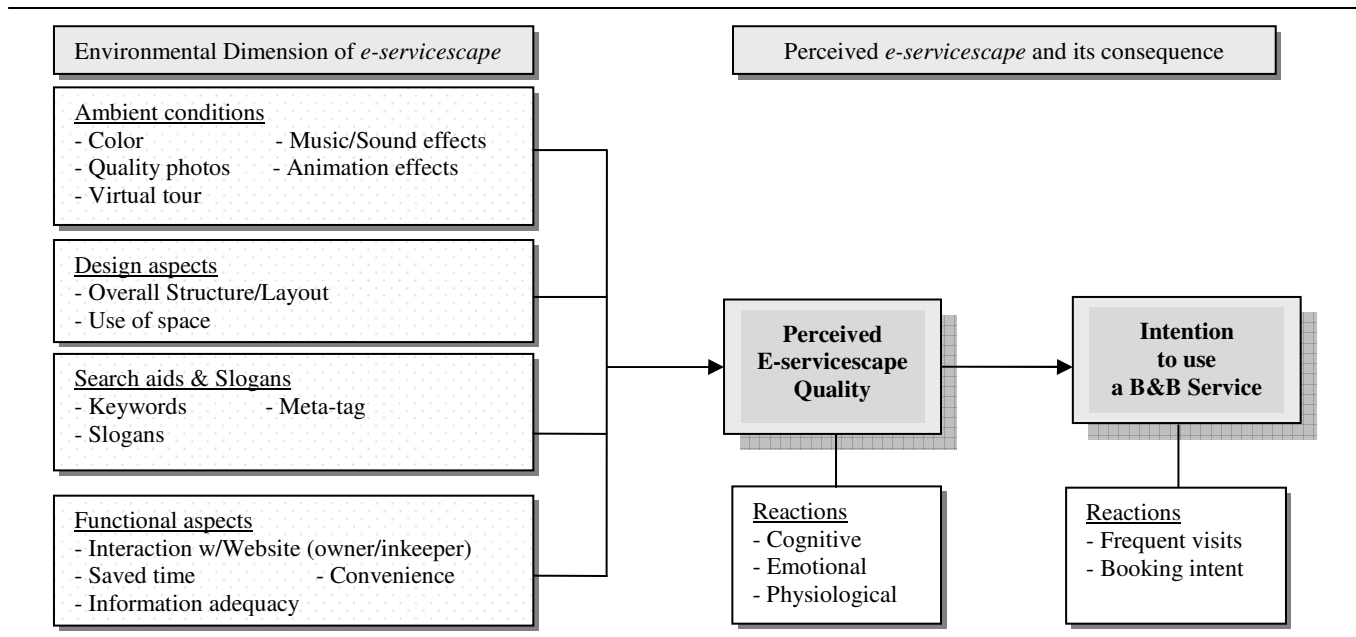 Environmental Dimension of e-servicescape
Perceived e-servicescape and its consequence
Ambient conditions
- Color - Music/Sound effects
- Quality photos - Animation effects
- Virtual tour
Design aspects
- Overall Structure/Layout
- Use of space
Search aids & Slogans
- Keywords - Meta-tag
- Slogans
Functional aspects
- Interaction w/Website (owner/inkeeper)
- Saved time - Convenience
- Information adequacy
Perceived
E-servicescape
Quality
Reactions
- Cognitive
- Emotional
- Physiological
Intention
to use
a B&B Service
Reactions
- Frequent visits
- Booking intent